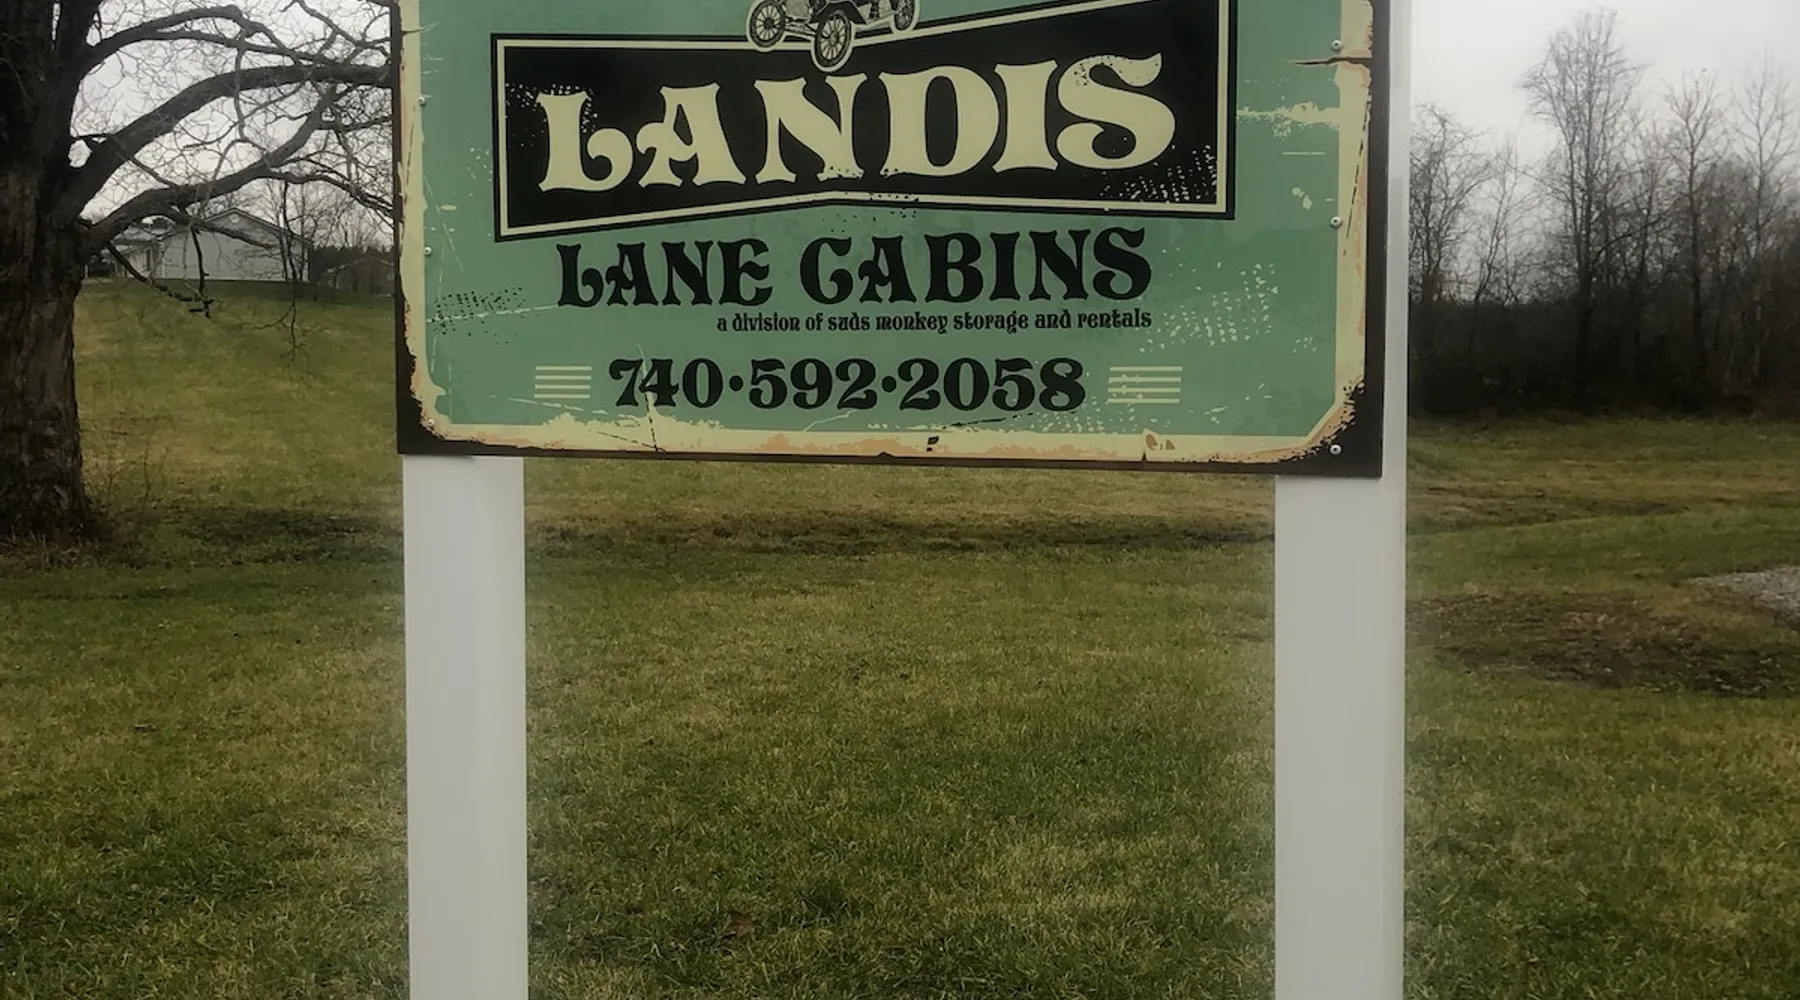 LANDIS
LANE CABINS
a division of suds monkey storage and rentals
740•592•2058